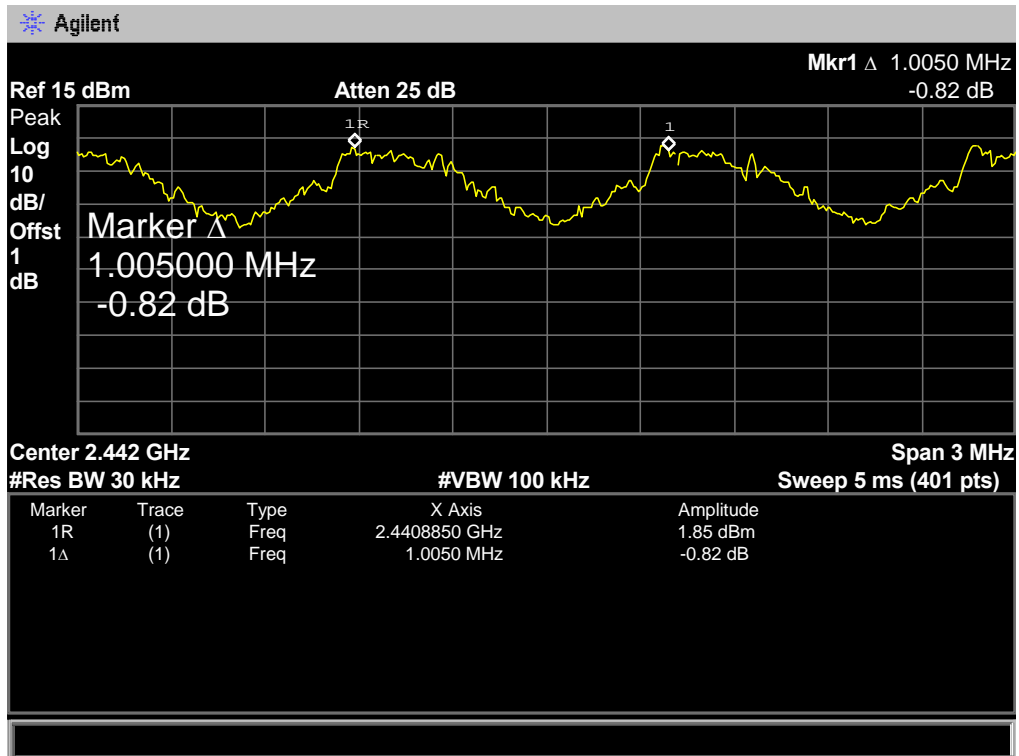 Agilent
Mkr1 Δ 1.0050 MHz
Ref 15 dBm Atten 25 dB -0.82 dB
Peak
Log
10
dB/
Offst
1
dB
1R
1
Marker Δ
1.005000 MHz
-0.82 dB
Center 2.442 GHz Span 3 MHz
#Res BW 30 kHz #VBW 100 kHz Sweep 5 ms (401 pts)
Marker Trace Type X Axis Amplitude
1R (1) Freq 2.4408850 GHz 1.85 dBm
1Δ (1) Freq 1.0050 MHz -0.82 dB